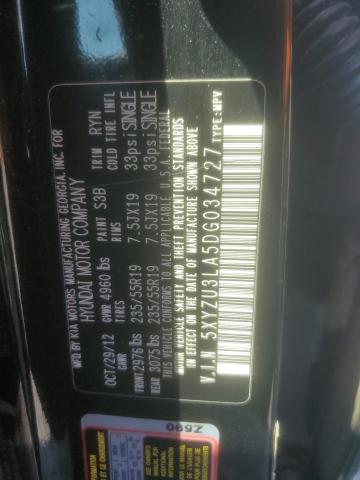 MFD. BY KIA MOTORS MANUFACTURING GEORGIA, INC. FOR
HYUNDAI MOTOR COMPANY
OCT/29/12 PAINT S3B TRIM RYN
GVWR 4960 lbs
GAWR RIMS COLD TIRE INFL
FRONT 2976 lbs 235/55R19 7.5JX19 33psi SINGLE
REAR 3075 lbs 235/55R19 7.5JX19 33psi SINGLE
THIS VEHICLE CONFORMS TO ALL APPLICABLE U.S.A. FEDERAL
MOTOR VEHICLE SAFETY AND THEFT PREVENTION STANDARDS
IN EFFECT ON THE DATE OF MANUFACTURE SHOWN ABOVE
V.I.N 5XYZU3LA5DG034727 TYPE:MPV
Z590